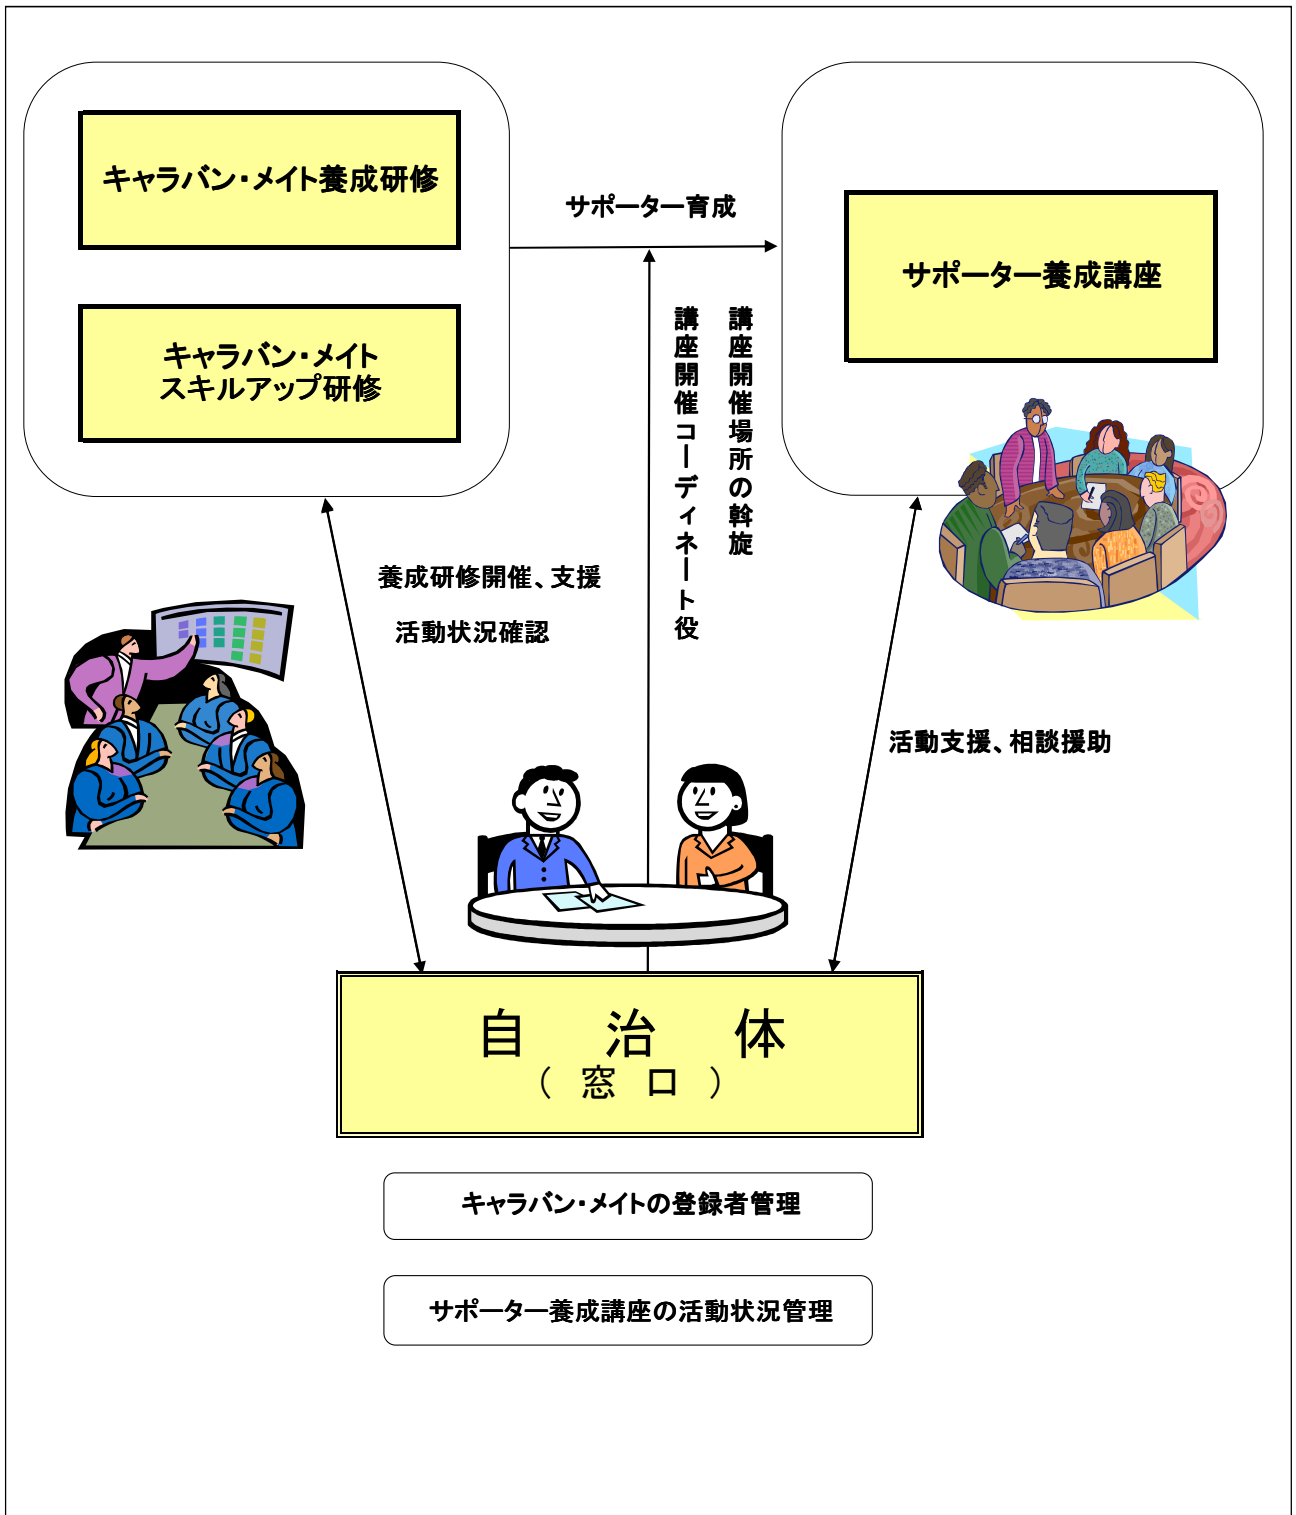 キャラバン・メイト養成研修
キャラバン・メイト
スキルアップ研修
サポーター育成
サポーター養成講座
講座開催場所の斡旋
講座開催コーディネート役
養成研修開催、支援
活動状況確認
活動支援、相談援助
自 治 体
（ 窓 口 ）
キャラバン・メイトの登録者管理
サポーター養成講座の活動状況管理